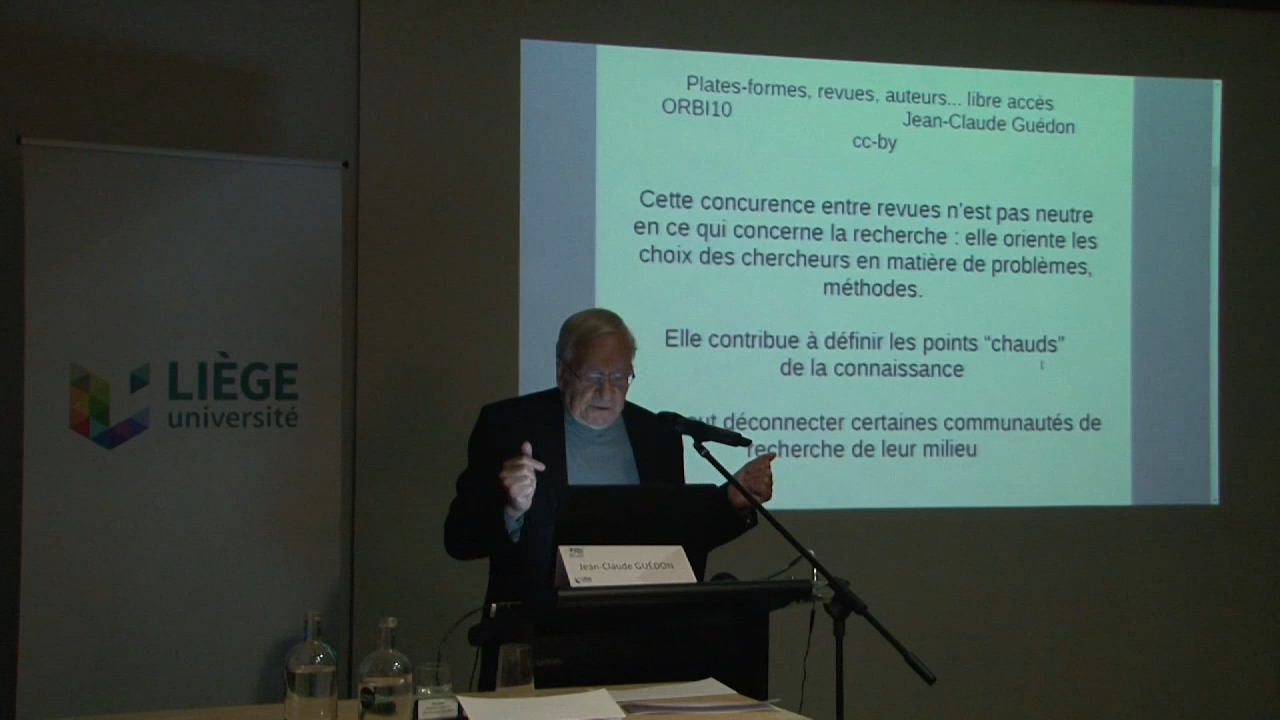 Plates-formes, revues, auteurs... libre accès
ORBI10 Jean-Claude Guédon
cc-by
Cette concurence entre revues n'est pas neutre
en ce qui concerne la recherche : elle oriente les
choix des chercheurs en matière de problèmes,
méthodes.
Elle contribue à définir les points “chauds”
de la connaissance
déconnecter certaines communautés de
recherche de leur milieu
LIÈGE
université
Jean-Claude GUÉDON